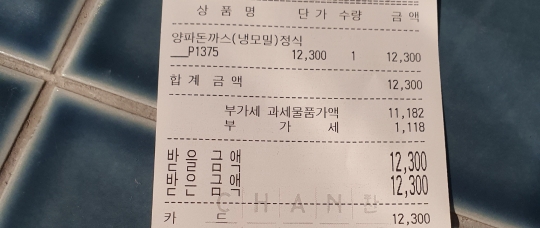 상 품 명 단 가 수량 금 액
양파돈까스(냉모밀)정식
__P1375 12,300 1 12,300
합 계 금 액 12,300
부가세 과세물품가액 11,182
부 가 세 1,118
받 을 금 액 12,300
받 은 금 액 12,300
CHAN
카 드 12,300